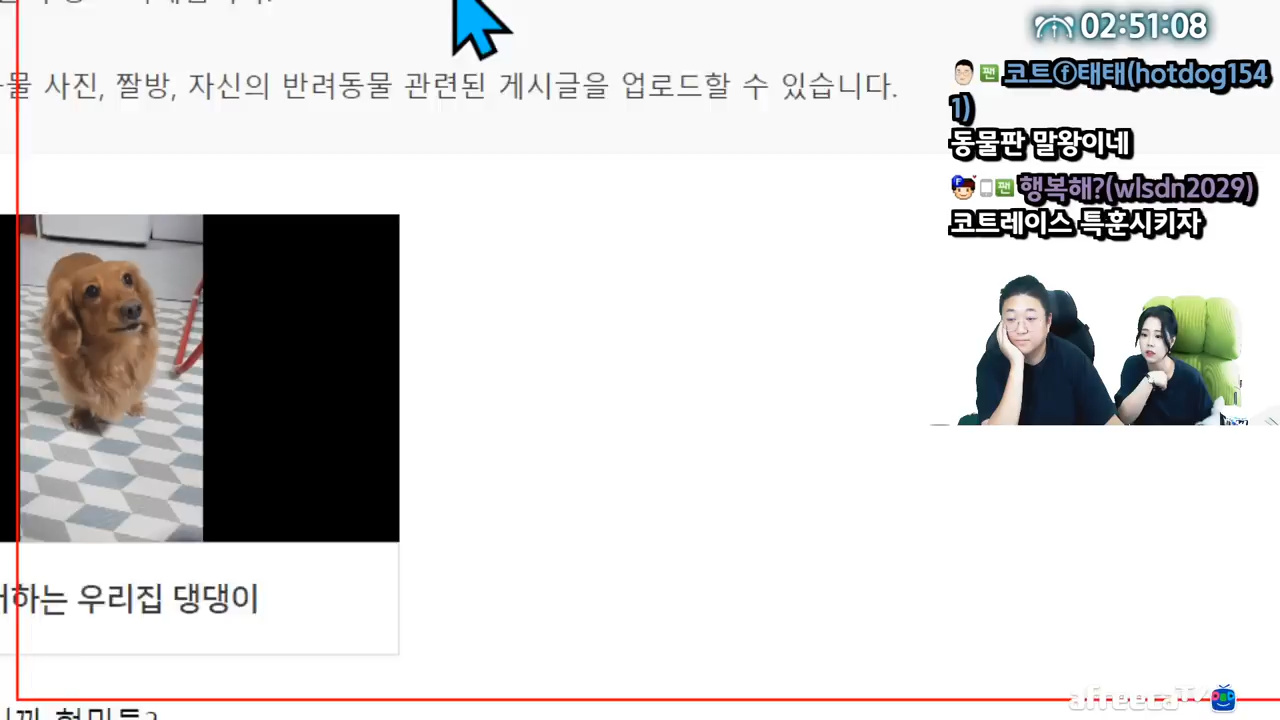 02:51:08
물 사진, 짤방, 자신의 반려동물 관련된 게시글을 업로드할 수 있습니다.
짼 코트ⓕ태태(hotdog154
1)
동물판 말왕이네
짼 행복해?(wlsdn2029)
코트레이스 특훈시키자
하는 우리집 댕댕이
afreecaTV